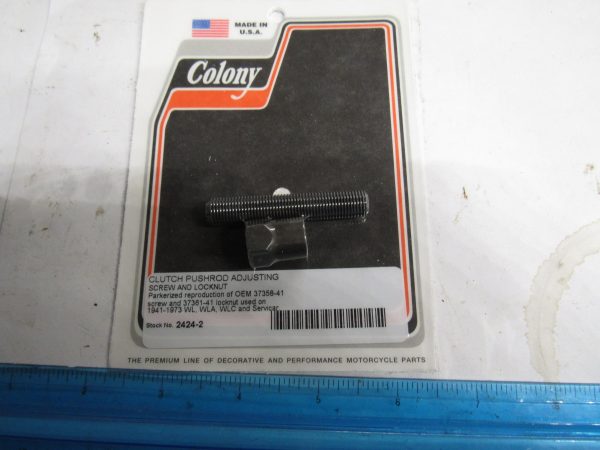 MADE IN
U.S.A.
Colony
CLUTCH PUSHROD ADJUSTING
SCREW AND LOCKNUT
Parkerized reproduction of OEM 37358-41
screw and 37361-41 locknut used on
1941-1973 WL, WLA, WLC and Servicar
Stock No. 2424-2
THE PREMIUM LINE OF DECORATIVE AND PERFORMANCE MOTORCYCLE PARTS